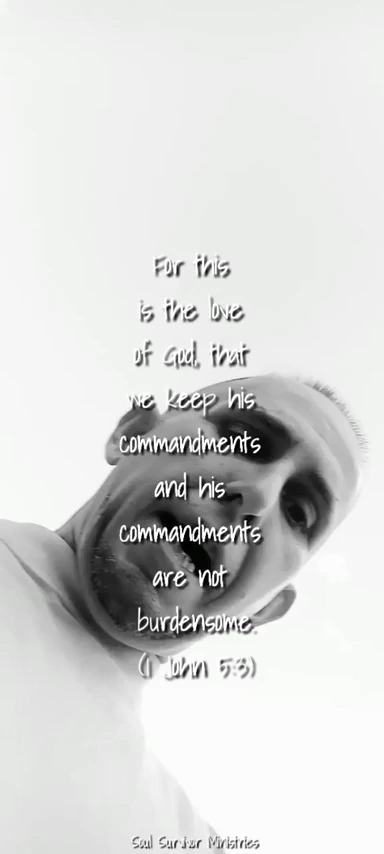 For this
is the love
of God, that
we keep his
commandments
and his
commandments
are not
burdensome.
(1 John 5:3)
Soul Survivor Ministries